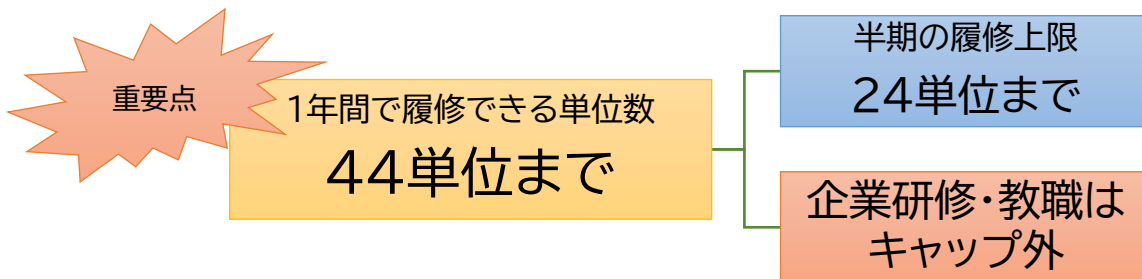 重要点
1年間で履修できる単位数
44単位まで
半期の履修上限
24単位まで
企業研修・教職は
キャップ外